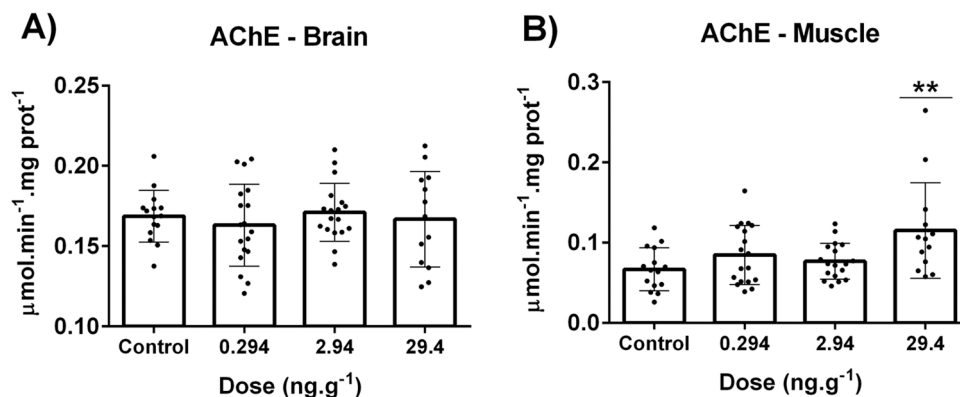 A)
AChE - Brain
μmol.min⁻¹.mg prot⁻¹
0.25
0.20
0.15
0.10
Control 0.294 2.94 29.4
Dose (ng.g⁻¹)
B)
AChE - Muscle
μmol.min⁻¹.mg prot⁻¹
0.3
0.2
0.1
0.0
**
Control 0.294 2.94 29.4
Dose (ng.g⁻¹)